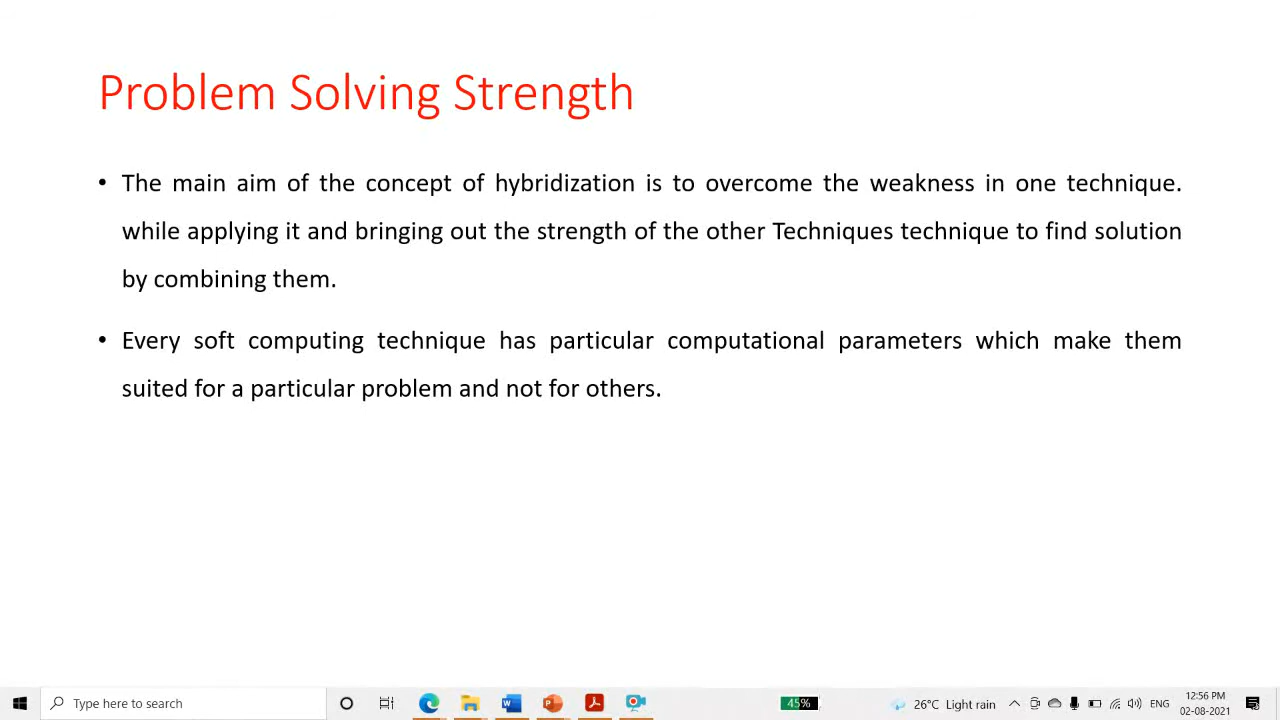 Problem Solving Strength
• The main aim of the concept of hybridization is to overcome the weakness in one technique.
while applying it and bringing out the strength of the other Techniques technique to find solution
by combining them.
• Every soft computing technique has particular computational parameters which make them
suited for a particular problem and not for others.
Type here to search
45%
26°C Light rain
ENG
12:56 PM
02-08-2021